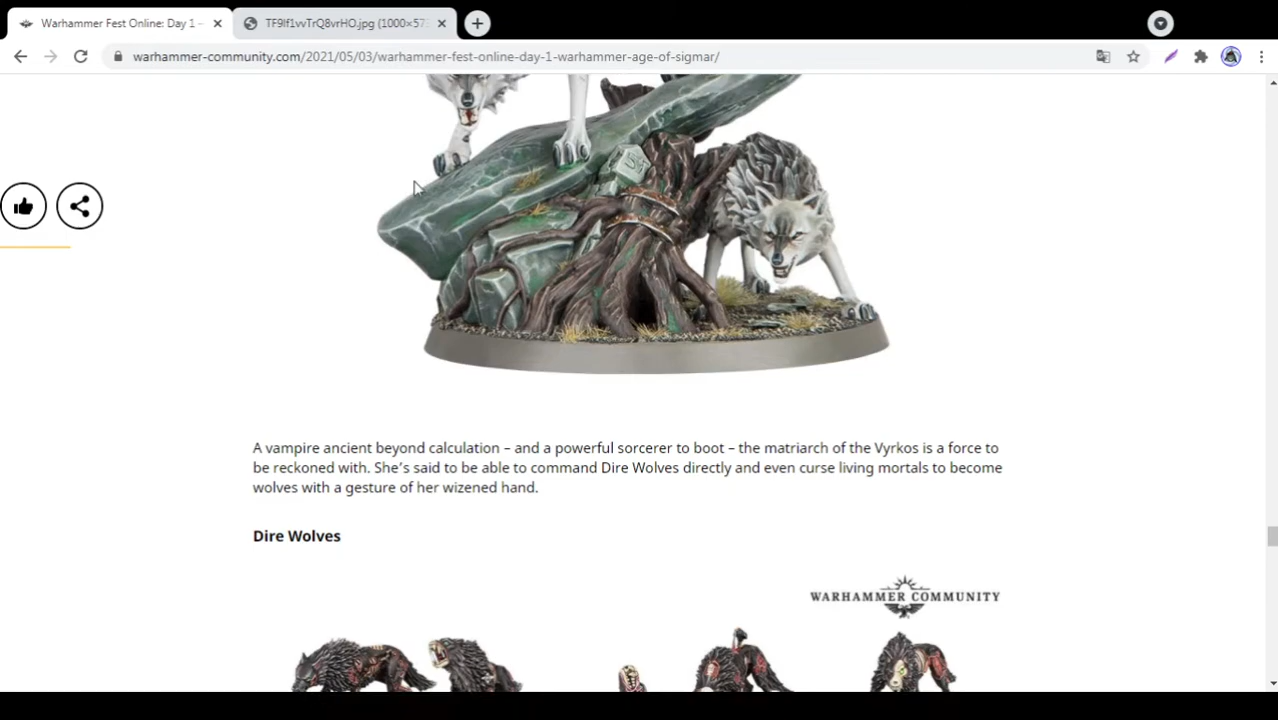 Warhammer Fest Online: Day 1 –
TF9If1vvTrQ8vrHO.jpg (1000×57
warhammer-community.com/2021/05/03/warhammer-fest-online-day-1-warhammer-age-of-sigmar/
A vampire ancient beyond calculation – and a powerful sorcerer to boot – the matriarch of the Vyrkos is a force to
be reckoned with. She's said to be able to command Dire Wolves directly and even curse living mortals to become
wolves with a gesture of her wizened hand.
Dire Wolves
WARHAMMER COMMUNITY